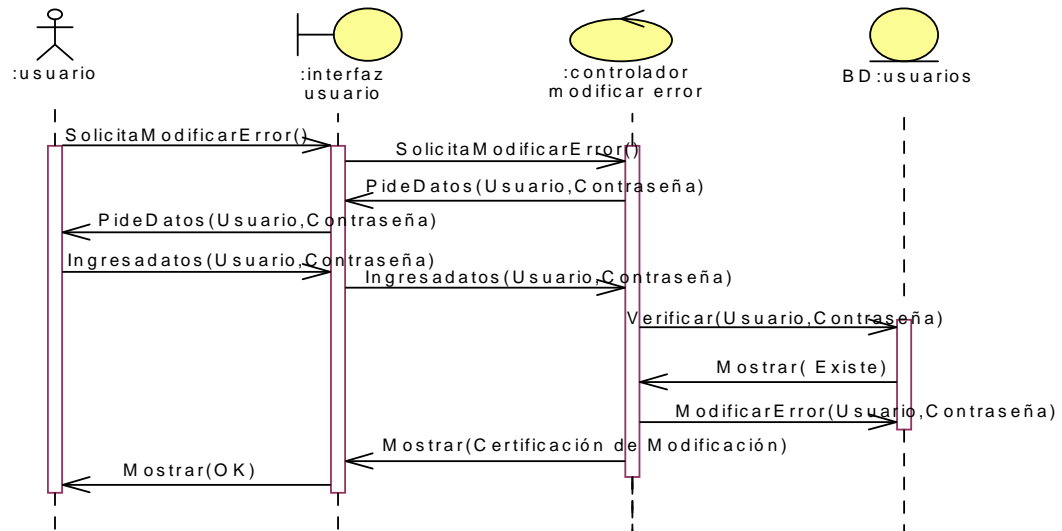 :usuario
:interfaz
usuario
:controlador
modificar error
BD:usuarios
SolicitaModificarError()
SolicitaModificarError()
PideDatos(Usuario,Contraseña)
PideDatos(Usuario,Contraseña)
Ingresadatos(Usuario,Contraseña)
Ingresadatos(Usuario,Contraseña)
Verificar(Usuario,Contraseña)
Mostrar( Existe)
ModificarError(Usuario,Contraseña)
Mostrar(Certificación de Modificación)
Mostrar(OK)